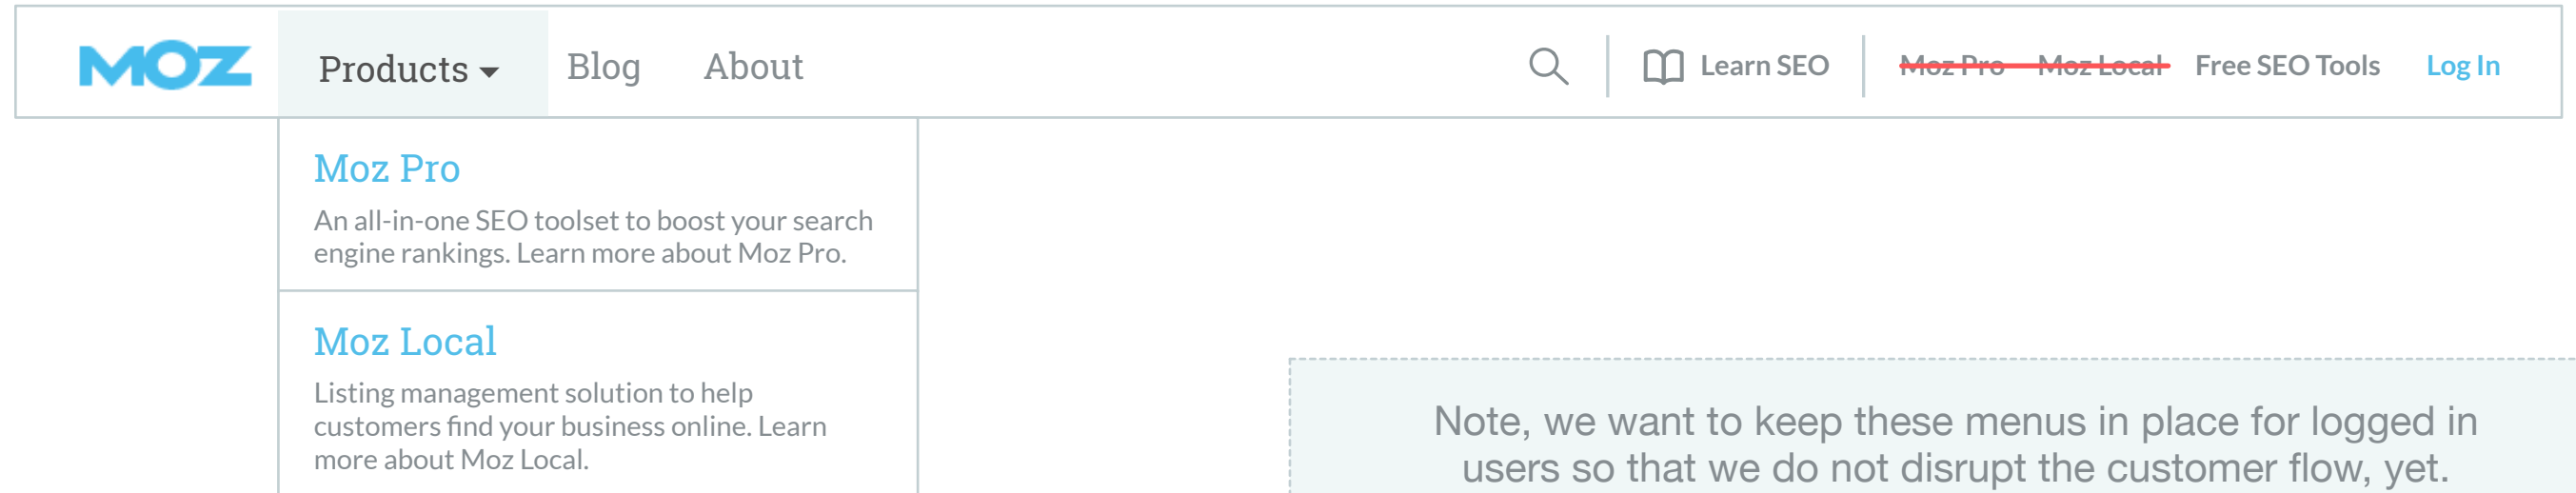 MOZ Products Blog About Learn SEO Moz Pro Moz Local Free SEO Tools Log In
Moz Pro
An all-in-one SEO toolset to boost your search
engine rankings. Learn more about Moz Pro.
Moz Local
Listing management solution to help
customers find your business online. Learn
more about Moz Local.
Note, we want to keep these menus in place for logged in
users so that we do not disrupt the customer flow, yet.